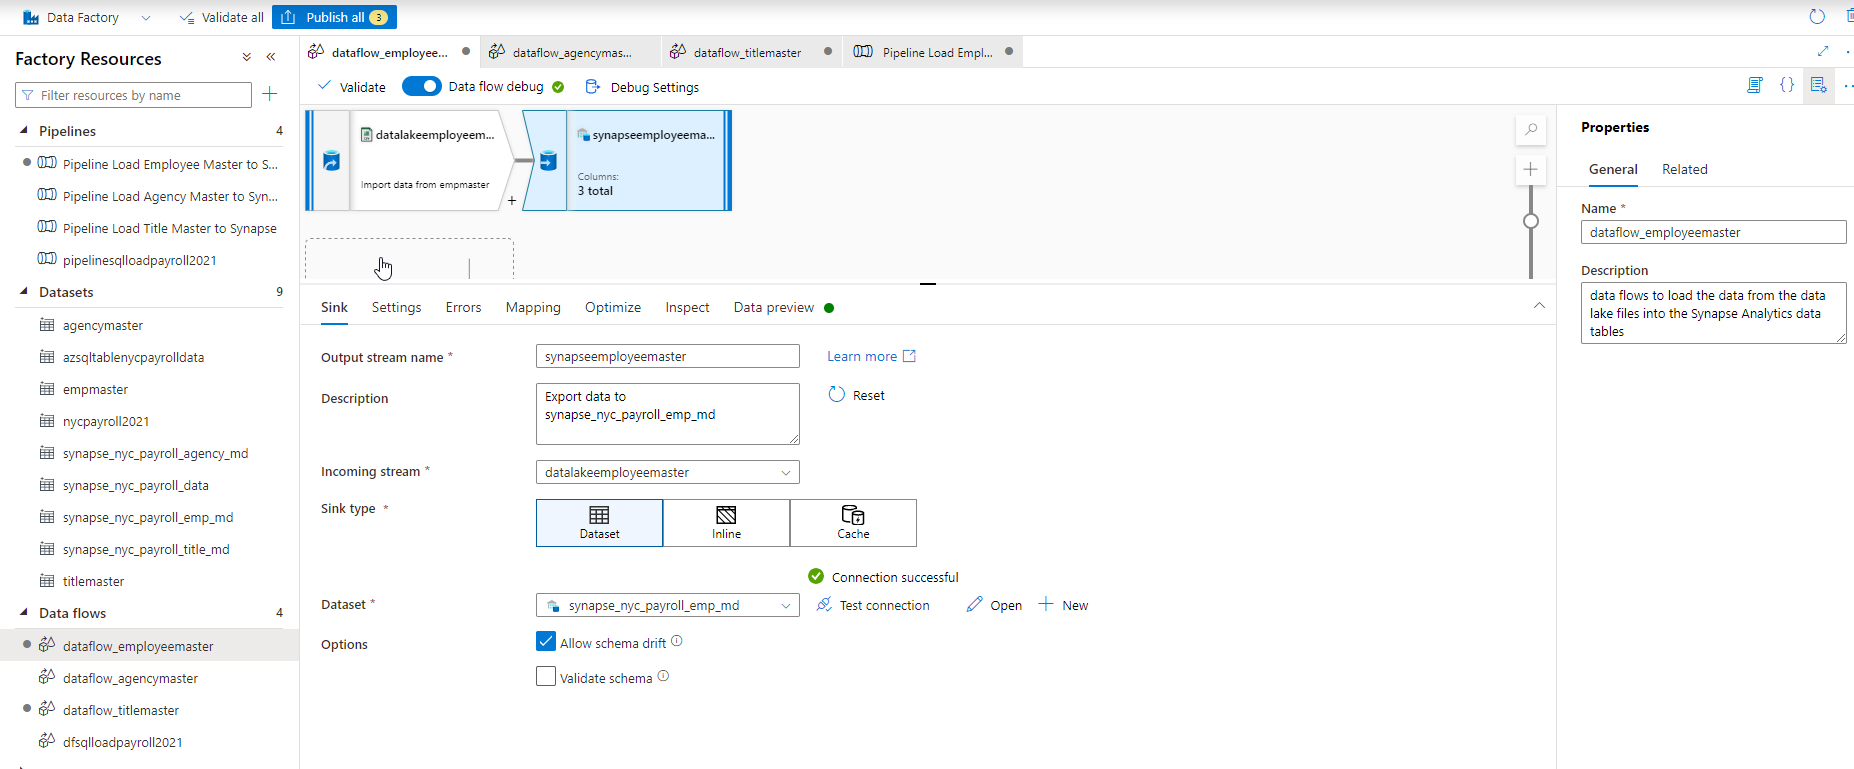 Data Factory
Validate all
Publish all 3
Factory Resources
Filter resources by name
Pipelines 4
Pipeline Load Employee Master to S...
Pipeline Load Agency Master to Syn...
Pipeline Load Title Master to Synapse
pipelinesqlloadpayroll2021
Datasets 9
agencymaster
azsqltablenycpayrolldata
empmaster
nycpayroll2021
synapse_nyc_payroll_agency_md
synapse_nyc_payroll_data
synapse_nyc_payroll_emp_md
synapse_nyc_payroll_title_md
titlemaster
Data flows 4
dataflow_employeemaster
dataflow_agencymaster
dataflow_titlemaster
dfsqlloadpayroll2021
dataflow_employee...
dataflow_agencymas...
dataflow_titlemaster
Pipeline Load Empl...
Validate
Data flow debug
Debug Settings
datalakeemployeem...
Import data from empmaster
+
synapseemployeema...
Columns:
3 total
Sink
Settings
Errors
Mapping
Optimize
Inspect
Data preview
Output stream name *
synapseemployeemaster
Learn more
Description
Export data to
synapse_nyc_payroll_emp_md
Reset
Incoming stream *
datalakeemployeemaster
Sink type *
Dataset
Inline
Cache
Connection successful
Dataset *
synapse_nyc_payroll_emp_md
Test connection
Open
New
Options
Allow schema drift
Validate schema
Properties
General
Related
Name *
dataflow_employeemaster
Description
data flows to load the data from the data
lake files into the Synapse Analytics data
tables